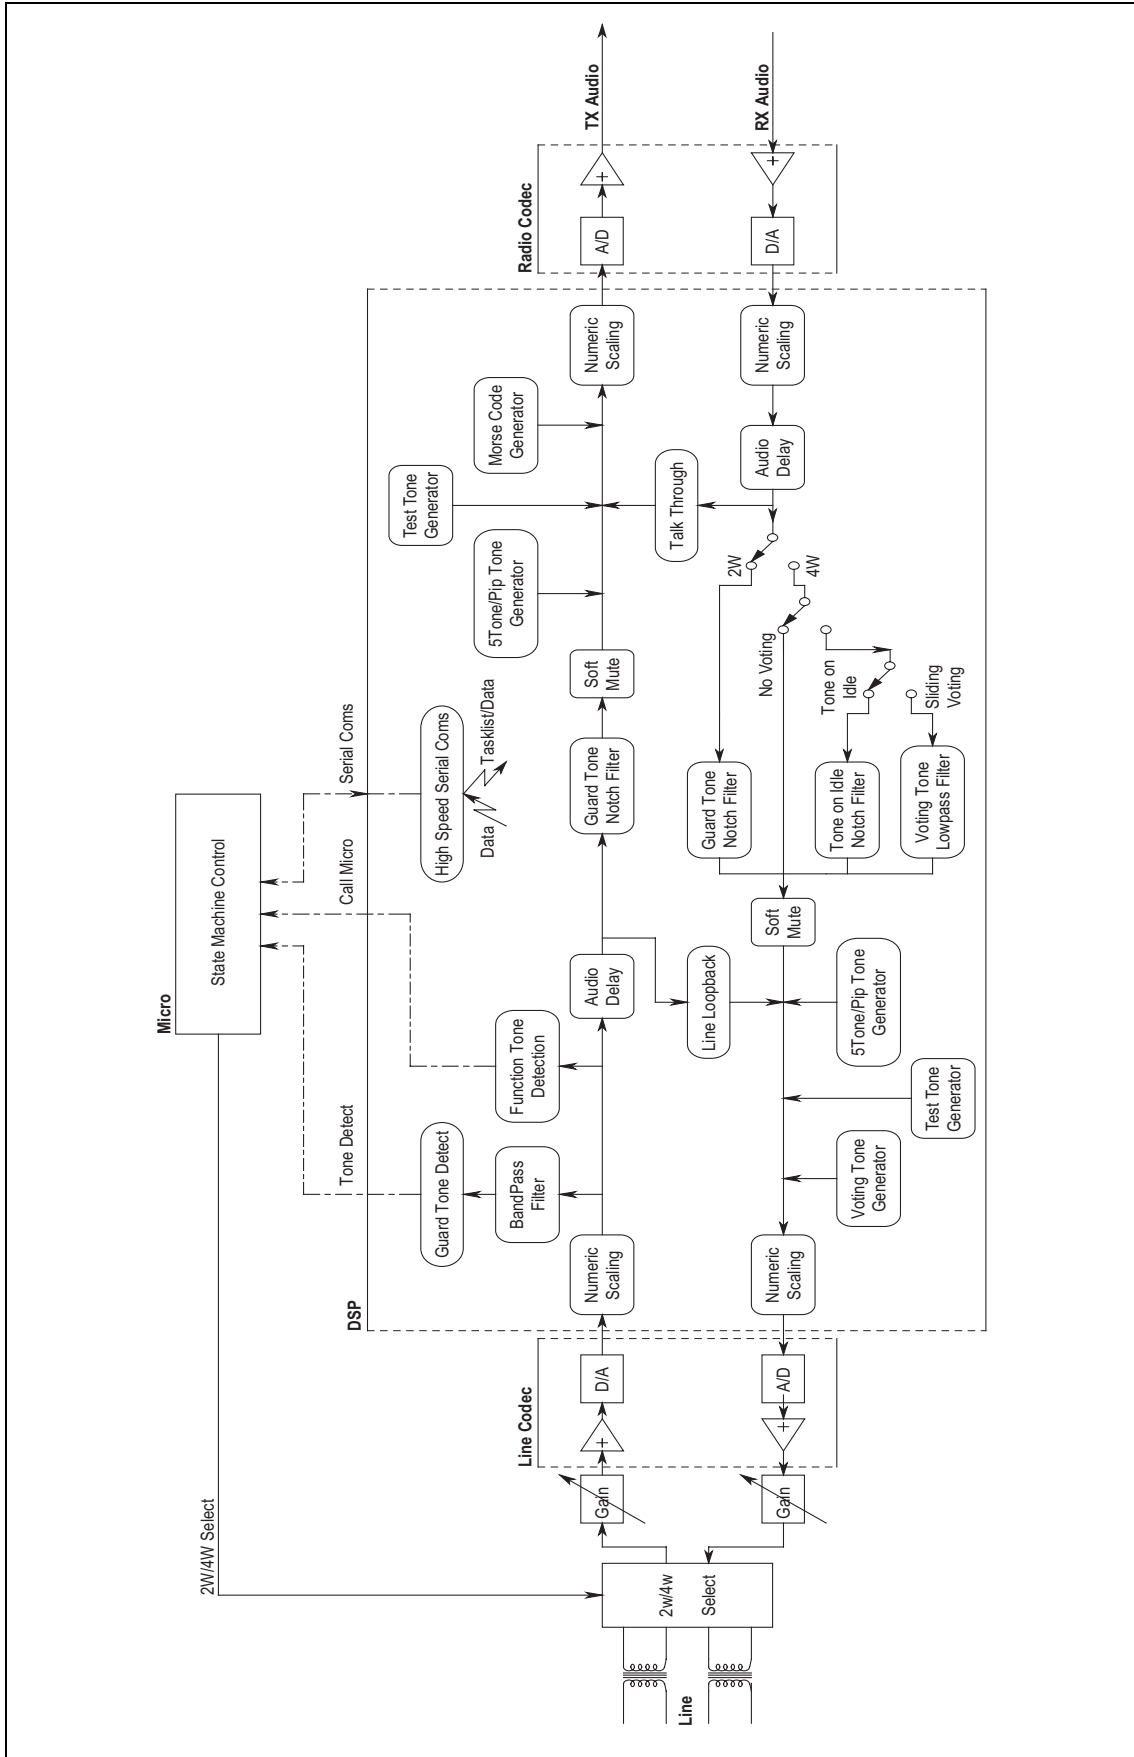 Micro
State Machine Control
2W/4W Select
Tone Detect
Call Micro
Serial Coms
DSP
Guard Tone Detect
BandPass
Filter
Function Tone
Detection
High Speed Serial Coms
Data
Tasklist/Data
5Tone/Pip Tone
Generator
Test Tone
Generator
Morse Code
Generator
Line
2w/4w
Select
Gain
Line Codec
+
D/A
Numeric
Scaling
Audio
Delay
Guard Tone
Notch Filter
Soft
Mute
Numeric
Scaling
Radio Codec
A/D
+
TX Audio
Line Loopback
Talk Through
Gain
+
A/D
Numeric
Scaling
Voting Tone
Generator
Test Tone
Generator
5Tone/Pip Tone
Generator
Soft
Mute
Guard Tone
Notch Filter
Tone on Idle
Notch Filter
Voting Tone
Lowpass Filter
No Voting
Tone on
Idle
Sliding
Voting
2W
4W
Audio
Delay
Numeric
Scaling
D/A
+
RX Audio